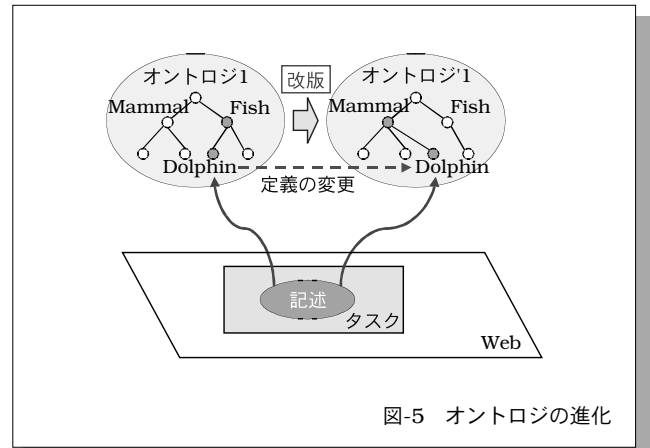 オントロジ1
改版
オントロジ'1
Mammal
Fish
Mammal
Fish
Dolphin
Dolphin
定義の変更
記述
タスク
Web
図-5 オントロジの進化